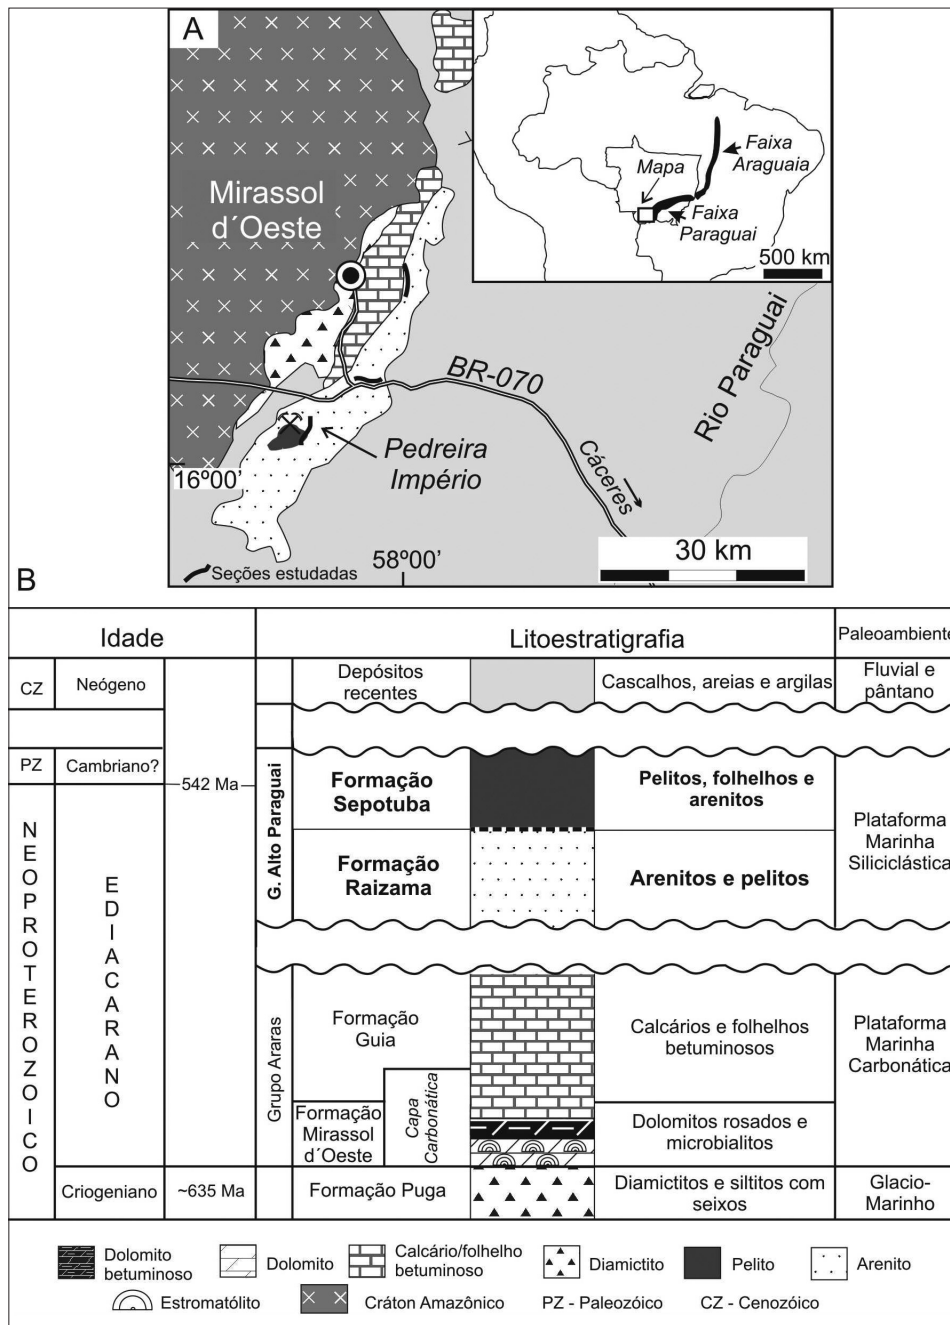 A
Mirassol
d´Oeste
Mapa
Faixa
Araguaia
Faixa
Paraguai
500 km
BR-070
Rio Paraguai
Pedreira
Império
Cáceres
16º00’
58º00’
30 km
Seções estudadas
B
Idade
Litoestratigrafia
Paleoambiente
CZ
Neógeno
Depósitos
recentes
Cascalhos, areias e argilas
Fluvial e
pântano
PZ
Cambriano?
542 Ma
G. Alto Paraguai
Formação
Sepotuba
Pelitos, folhelhos e
arenitos
Formação
Raizama
Arenitos e pelitos
Plataforma
Marinha
Siliciclástica
NEOPROTEROZOICO
EDIACARANO
Grupo Araras
Formação
Guia
Calcários e folhelhos
betuminosos
Plataforma
Marinha
Carbonática
Formação
Mirassol
d´Oeste
Capa
Carbonática
Dolomitos rosados e
microbialitos
Criogeniano
~635 Ma
Formação Puga
Diamictitos e siltitos com
seixos
Glacio-
Marinho
Dolomito
betuminoso
Dolomito
Calcário/folhelho
betuminoso
Diamictito
Pelito
Arenito
Estromatólito
Cráton Amazônico
PZ - Paleozóico
CZ - Cenozóico